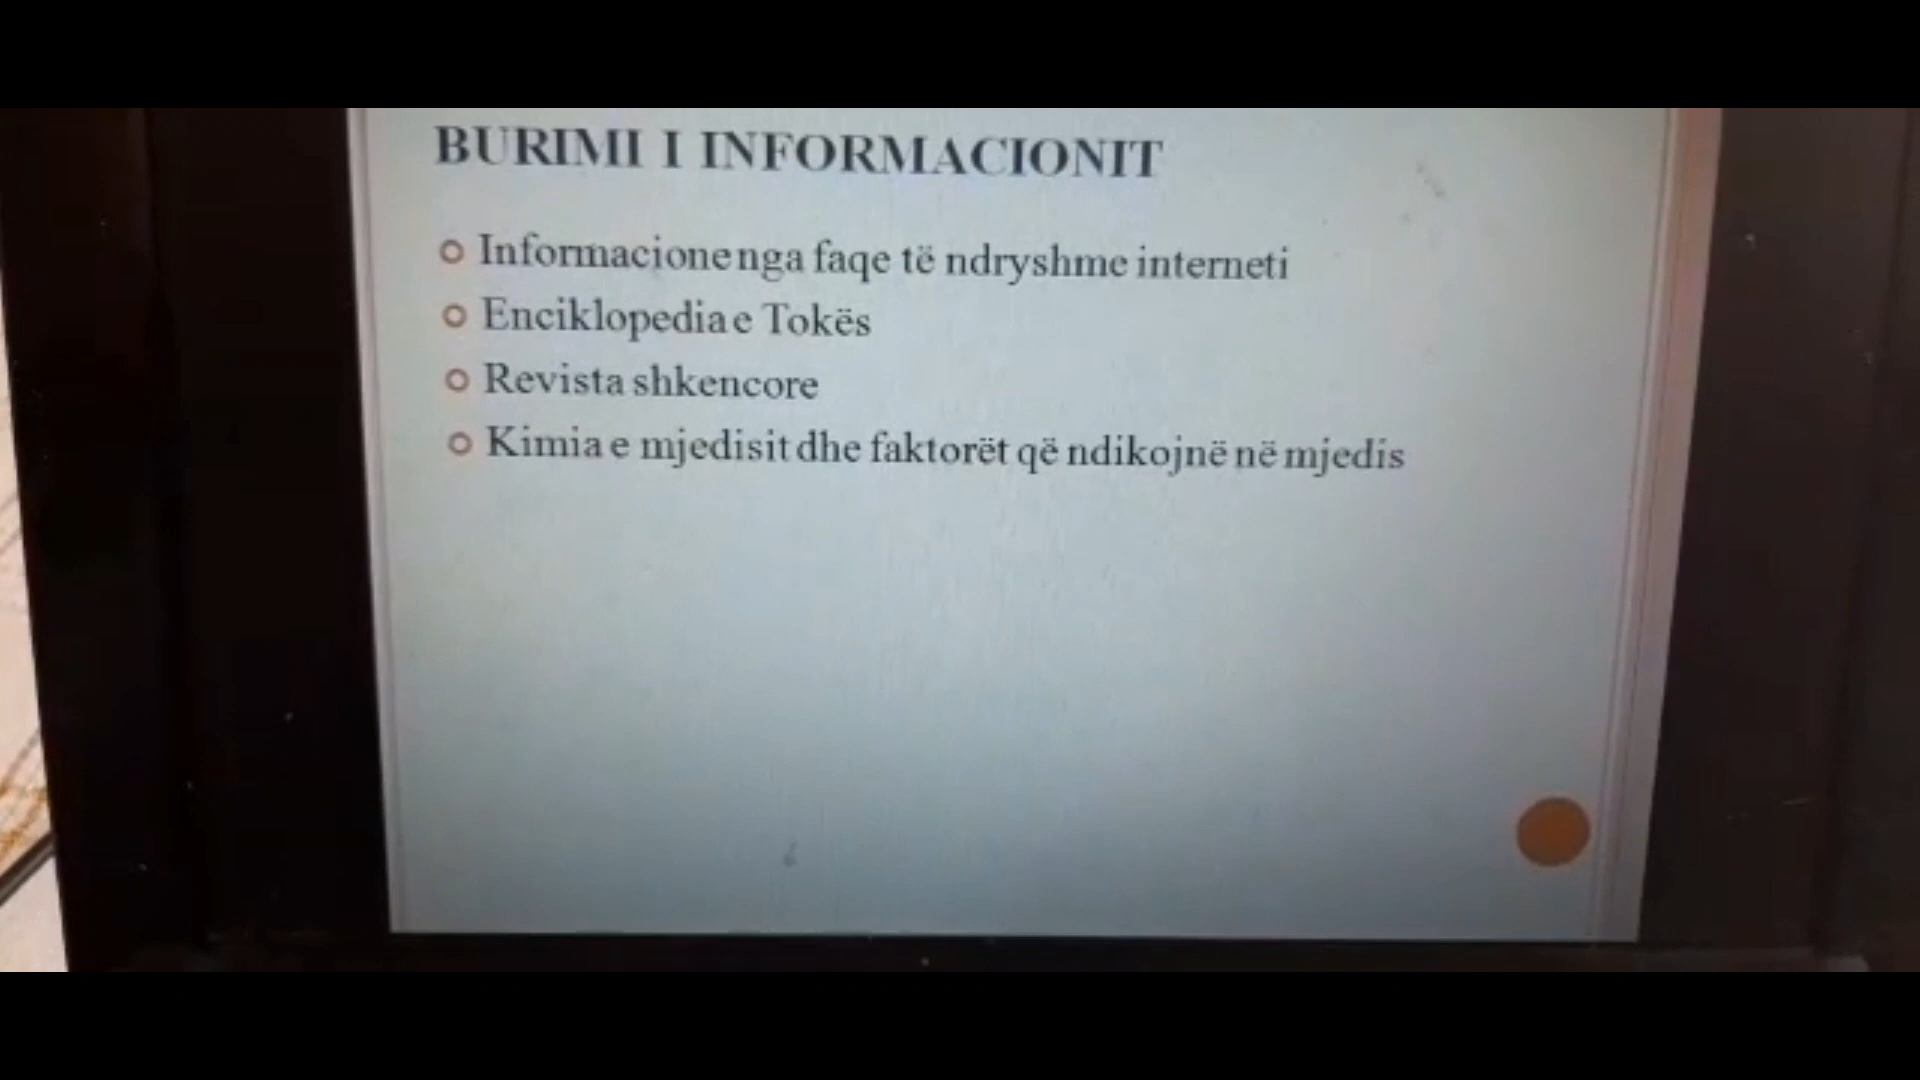 BURIMI I INFORMACIONIT
Informacione nga faqe të ndryshme interneti
Enciklopedia e Tokës
Revista shkencore
Kimia e mjedisit dhe faktorët që ndikojnë në mjedis